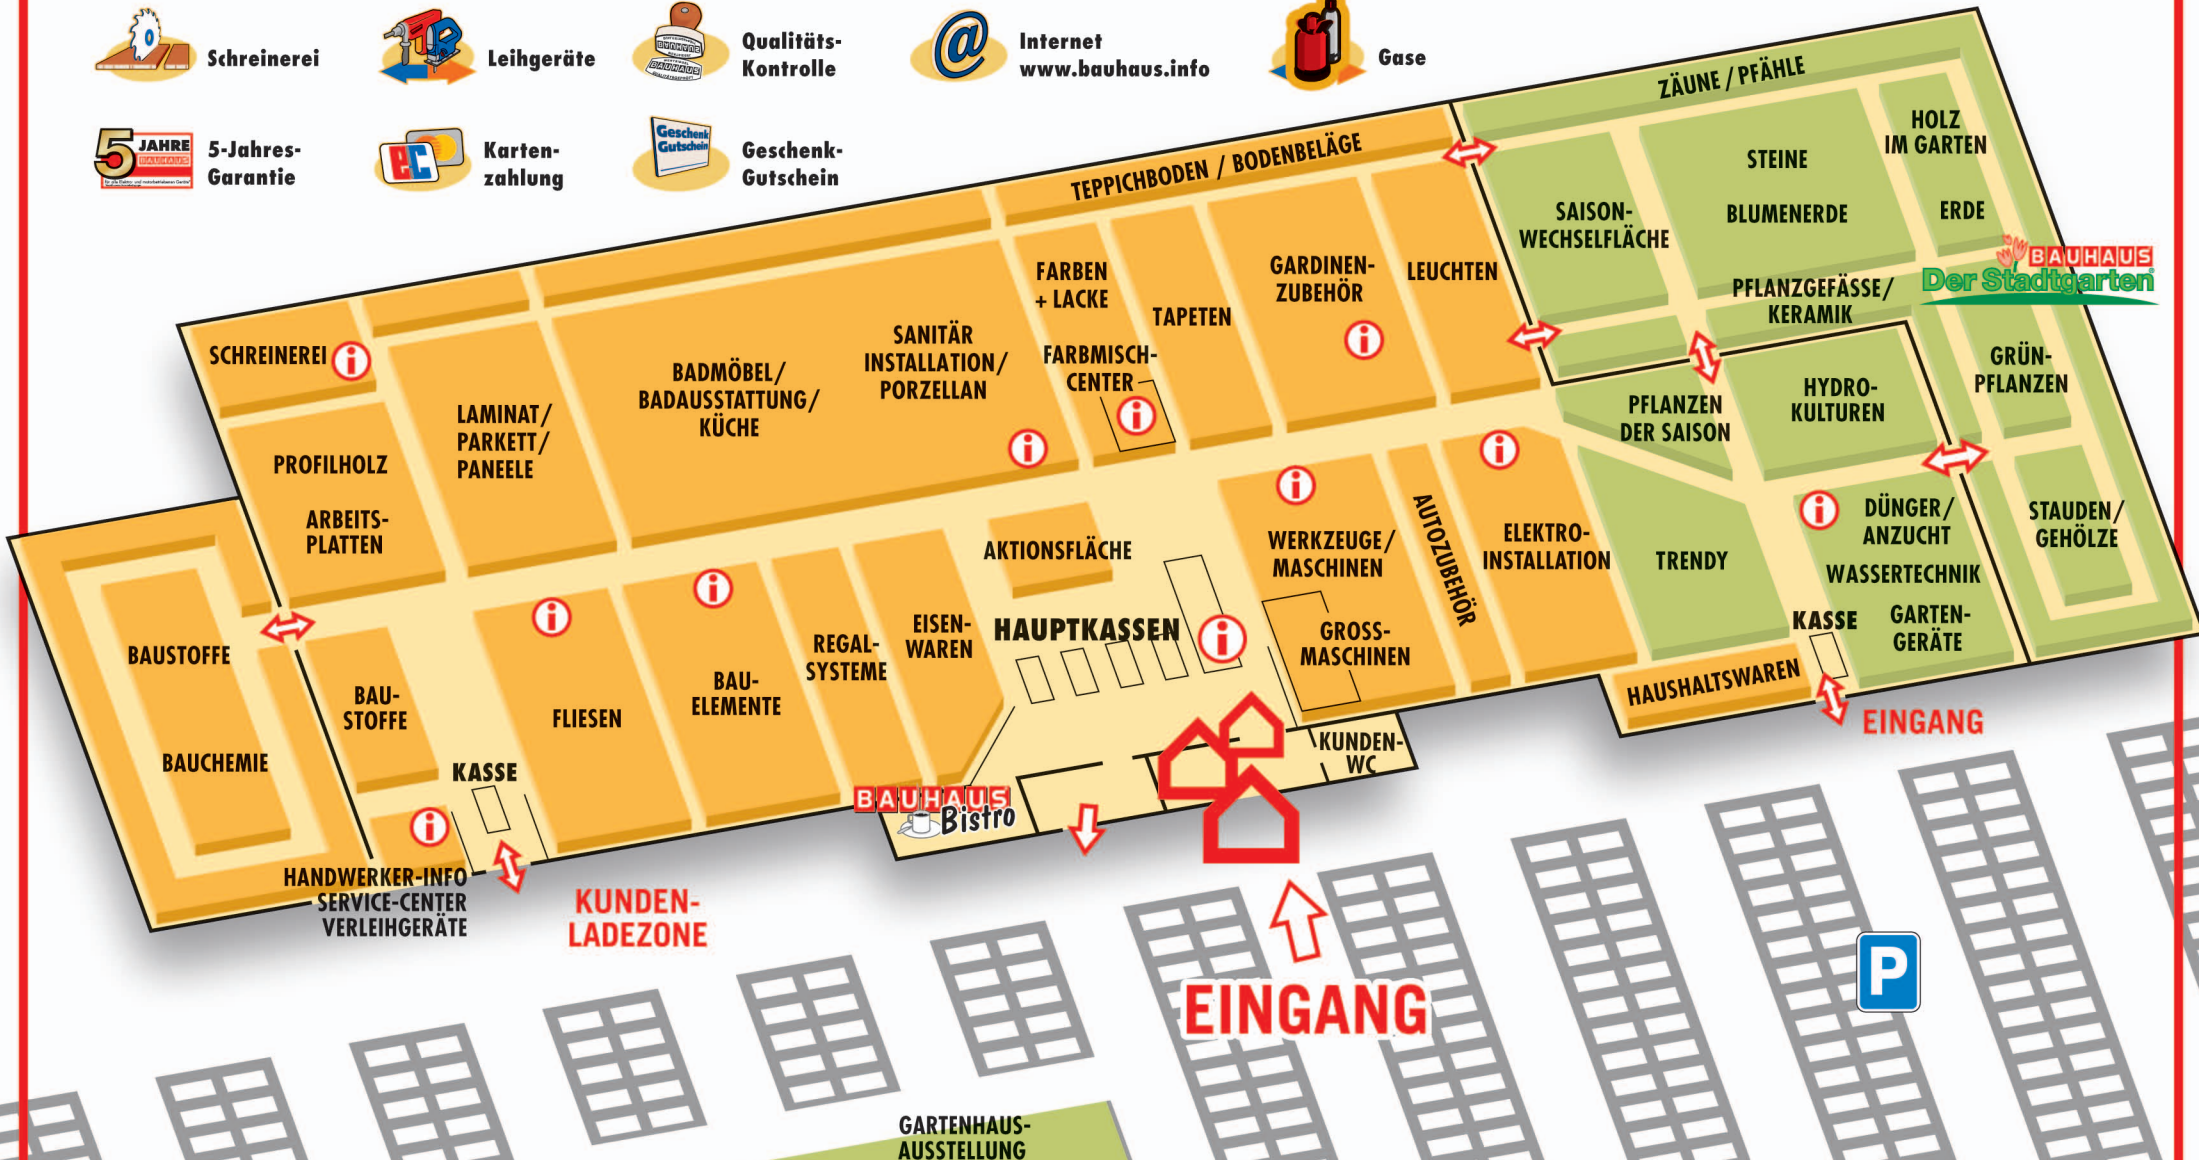 Schreinerei
Leihgeräte
Qualitäts-
Kontrolle
Internet
www.bauhaus.info
Gase
5 JAHRE
BAUHAUS
5-Jahres-
Garantie
ec
Karten-
zahlung
Geschenk
Gutschein
Geschenk-
Gutschein
ZÄUNE / PFÄHLE
TEPPICHBODEN / BODENBELÄGE
HOLZ
IM GARTEN
ERDE
STEINE
BLUMENERDE
SAISON-
WECHSELFLÄCHE
BAUHAUS
Der Stadtgarten
PFLANZGEFÄSSE/
KERAMIK
SCHREINEREI
PROFILHOLZ
ARBEITS-
PLATTEN
LAMINAT/
PARKETT/
PANEELE
BADMÖBEL/
BADAUSSTATTUNG/
KÜCHE
SANITÄR
INSTALLATION/
PORZELLAN
FARBEN
+ LACKE
FARBMISCH-
CENTER
TAPETEN
GARDINEN-
ZUBEHÖR
LEUCHTEN
PFLANZEN
DER SAISON
HYDRO-
KULTUREN
GRÜN-
PFLANZEN
STAUDEN/
GEHÖLZE
DÜNGER/
ANZUCHT
WASSERTECHNIK
GARTEN-
GERÄTE
KASSE
TRENDY
HAUSHALTSWAREN
EINGANG
ELEKTRO-
INSTALLATION
AUTOZUBEHÖR
WERKZEUGE/
MASCHINEN
GROSS-
MASCHINEN
AKTIONSFLÄCHE
HAUPTKASSEN
EISEN-
WAREN
REGAL-
SYSTEME
BAU-
ELEMENTE
FLIESEN
BAUSTOFFE
BAUCHEMIE
BAU-
STOFFE
KASSE
HANDWERKER-INFO
SERVICE-CENTER
VERLEIHGERÄTE
KUNDEN-
LADEZONE
BAUHAUS
Bistro
KUNDEN-
WC
EINGANG
P
GARTENHAUS-
AUSSTELLUNG